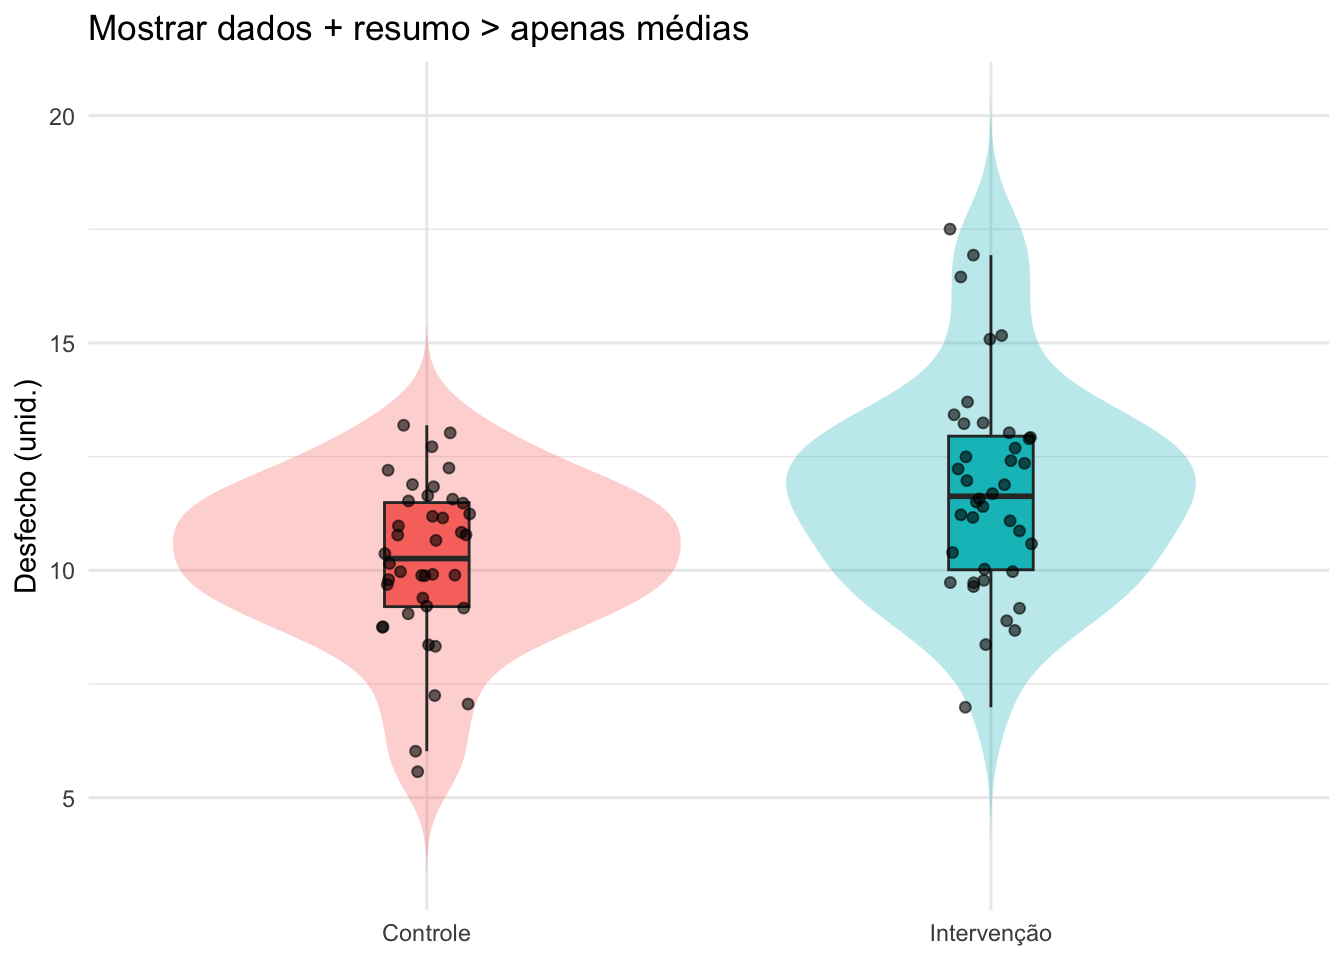 Mostrar dados + resumo > apenas médias
Desfecho (unid.)
20
15
10
5
Controle
Intervenção